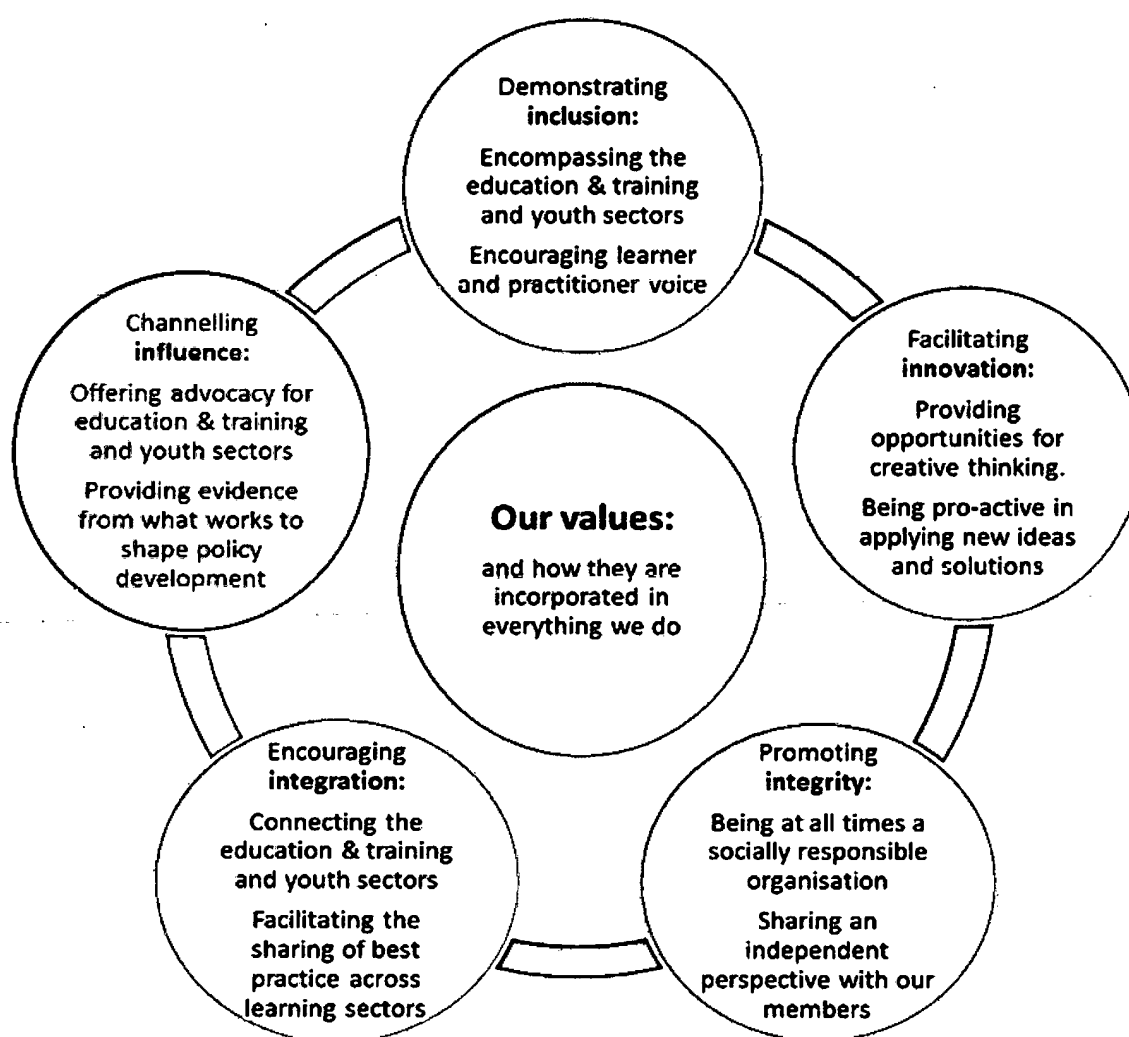 Demonstrating
inclusion:
Encompassing the
education & training
and youth sectors
Encouraging learner
and practitioner voice
Facilitating
innovation:
Providing
opportunities for
creative thinking.
Being pro-active in
applying new ideas
and solutions
Promoting
integrity:
Being at all times a
socially responsible
organisation
Sharing an
independent
perspective with our
members
Encouraging
integration:
Connecting the
education & training
and youth sectors
Facilitating the
sharing of best
practice across
learning sectors
Channelling
influence:
Offering advocacy for
education & training
and youth sectors
Providing evidence
from what works to
shape policy
development
Our values:
and how they are
incorporated in
everything we do